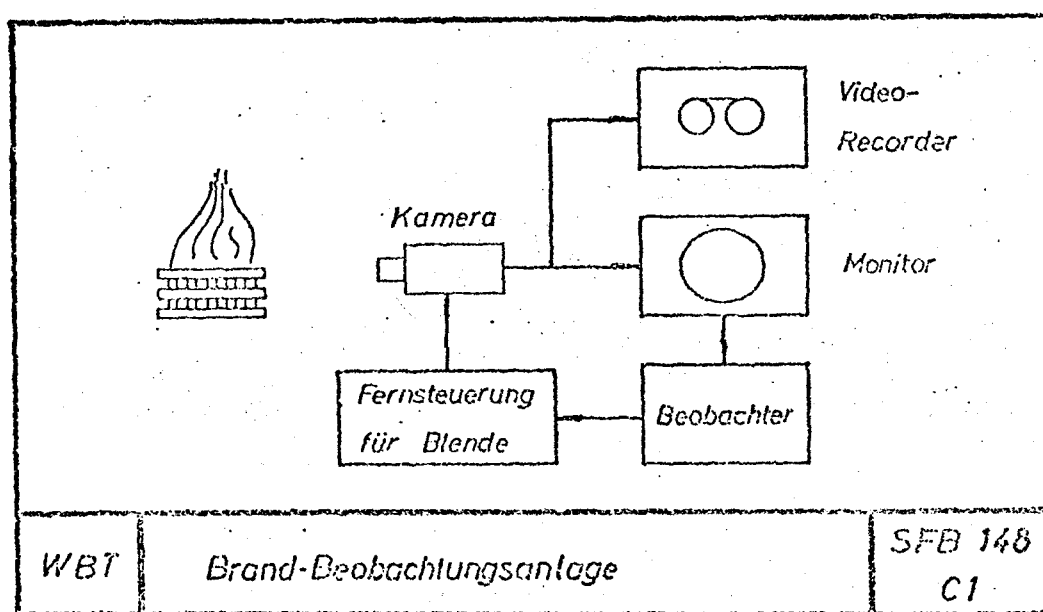 Video-
Recorder
Kamera
Monitor
Fernsteuerung
für Blende
Beobachter
WBT
Brand-Beobachtungsanlage
SFB 148
C1